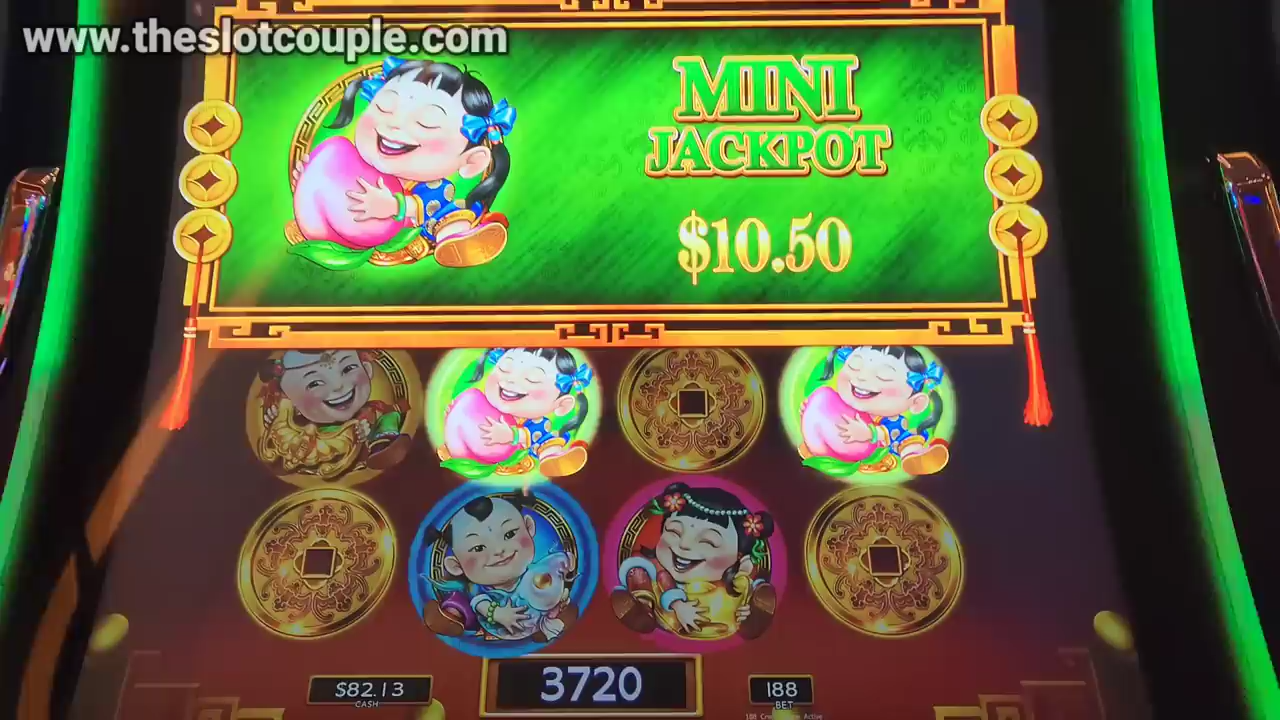 www.theslotcouple.com
MINI
JACKPOT
$10.50
$82.13
CASH
3720
188
BET